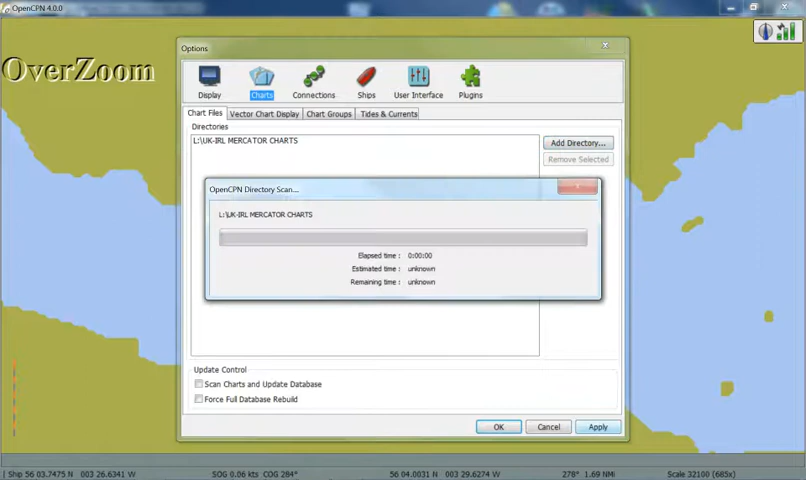 OpenCPN 4.0.0
OverZoom
Options
Display
Charts
Connections
Ships
User Interface
Plugins
Chart Files
Vector Chart Display
Chart Groups
Tides & Currents
Directories
L:\UK-IRL MERCATOR CHARTS
Add Directory...
Remove Selected
OpenCPN Directory Scan...
L:\UK-IRL MERCATOR CHARTS
Elapsed time : 0:00:00
Estimated time : unknown
Remaining time : unknown
Update Control
Scan Charts and Update Database
Force Full Database Rebuild
OK
Cancel
Apply
Ship 56 03.7475 N 003 26.6341 W
SOG 0.06 kts COG 284°
56 04.0031 N 003 29.6274 W
278° 1.69 NMi
Scale 32100 (685x)